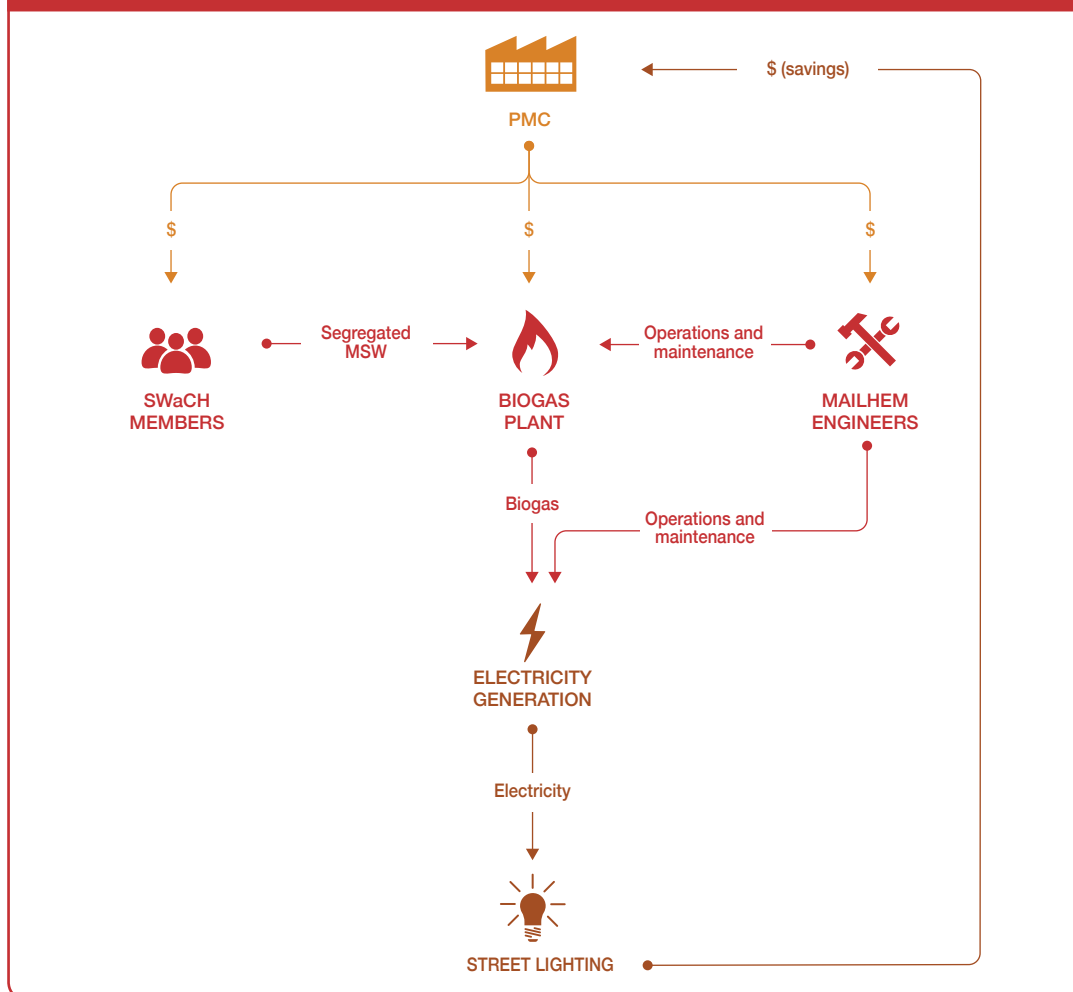 $ (savings)
PMC
$
$
$
Segregated
MSW
Operations and
maintenance
SWaCH
MEMBERS
BIOGAS
PLANT
MAILHEM
ENGINEERS
Biogas
Operations and
maintenance
ELECTRICITY
GENERATION
Electricity
STREET LIGHTING